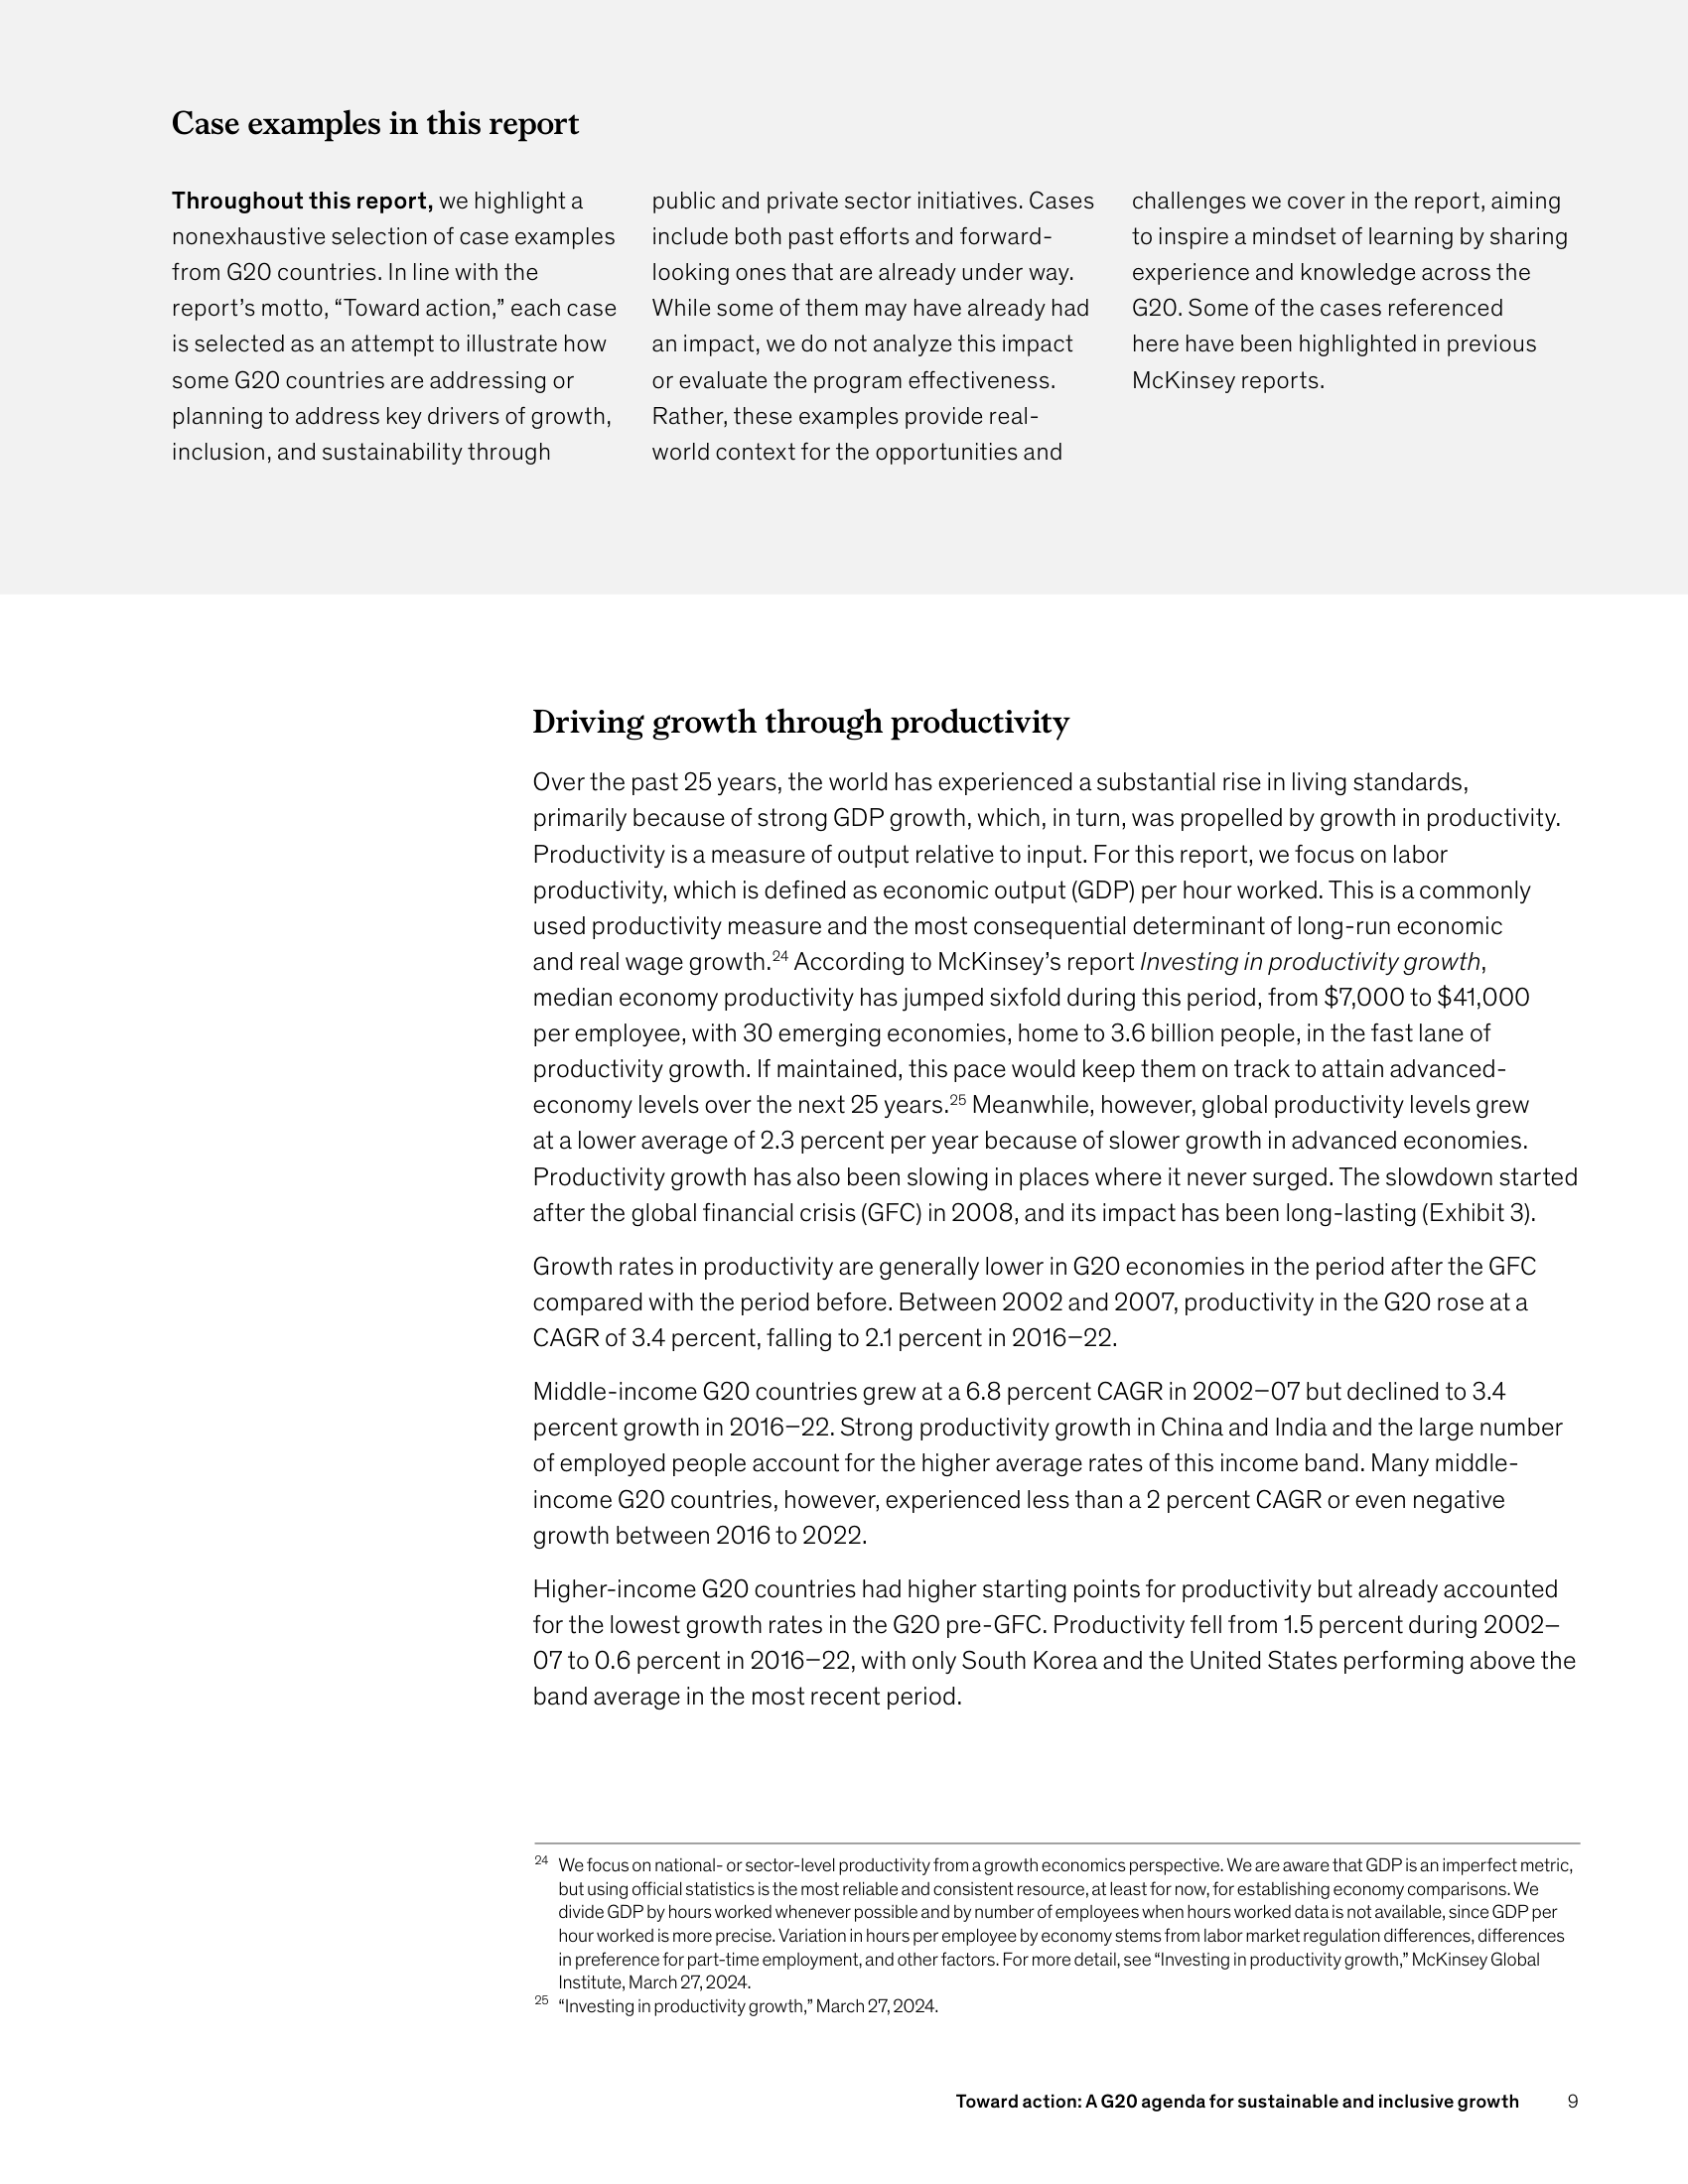 Case examples in this report
Throughout this report, we highlight a
nonexhaustive selection of case examples
from G20 countries. In line with the
report’s motto, “Toward action,” each case
is selected as an attempt to illustrate how
some G20 countries are addressing or
planning to address key drivers of growth,
inclusion, and sustainability through
public and private sector initiatives. Cases
include both past efforts and forward-
looking ones that are already under way.
While some of them may have already had
an impact, we do not analyze this impact
or evaluate the program effectiveness.
Rather, these examples provide real-
world context for the opportunities and
challenges we cover in the report, aiming
to inspire a mindset of learning by sharing
experience and knowledge across the
G20. Some of the cases referenced
here have been highlighted in previous
McKinsey reports.
Driving growth through productivity
Over the past 25 years, the world has experienced a substantial rise in living standards,
primarily because of strong GDP growth, which, in turn, was propelled by growth in productivity.
Productivity is a measure of output relative to input. For this report, we focus on labor
productivity, which is defined as economic output (GDP) per hour worked. This is a commonly
used productivity measure and the most consequential determinant of long-run economic
and real wage growth.24 According to McKinsey’s report Investing in productivity growth,
median economy productivity has jumped sixfold during this period, from $7,000 to $41,000
per employee, with 30 emerging economies, home to 3.6 billion people, in the fast lane of
productivity growth. If maintained, this pace would keep them on track to attain advanced-
economy levels over the next 25 years.25 Meanwhile, however, global productivity levels grew
at a lower average of 2.3 percent per year because of slower growth in advanced economies.
Productivity growth has also been slowing in places where it never surged. The slowdown started
after the global financial crisis (GFC) in 2008, and its impact has been long-lasting (Exhibit 3).
Growth rates in productivity are generally lower in G20 economies in the period after the GFC
compared with the period before. Between 2002 and 2007, productivity in the G20 rose at a
CAGR of 3.4 percent, falling to 2.1 percent in 2016–22.
Middle-income G20 countries grew at a 6.8 percent CAGR in 2002–07 but declined to 3.4
percent growth in 2016–22. Strong productivity growth in China and India and the large number
of employed people account for the higher average rates of this income band. Many middle-
income G20 countries, however, experienced less than a 2 percent CAGR or even negative
growth between 2016 to 2022.
Higher-income G20 countries had higher starting points for productivity but already accounted
for the lowest growth rates in the G20 pre-GFC. Productivity fell from 1.5 percent during 2002–
07 to 0.6 percent in 2016–22, with only South Korea and the United States performing above the
band average in the most recent period.
24 We focus on national- or sector-level productivity from a growth economics perspective. We are aware that GDP is an imperfect metric,
but using official statistics is the most reliable and consistent resource, at least for now, for establishing economy comparisons. We
divide GDP by hours worked whenever possible and by number of employees when hours worked data is not available, since GDP per
hour worked is more precise. Variation in hours per employee by economy stems from labor market regulation differences, differences
in preference for part-time employment, and other factors. For more detail, see “Investing in productivity growth,” McKinsey Global
Institute, March 27, 2024.
25 “Investing in productivity growth,” March 27, 2024.
Toward action: A G20 agenda for sustainable and inclusive growth 9